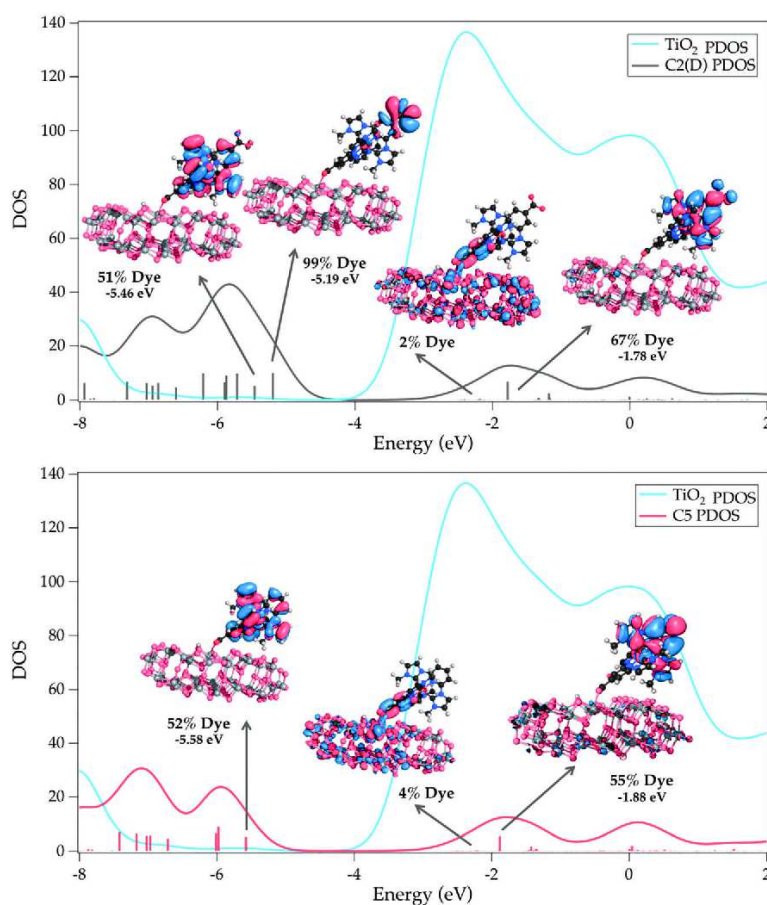 140
TiO2 PDOS
C2(D) PDOS
120
100
DOS
80
60
51% Dye
-5.46 eV
99% Dye
-5.19 eV
40
2% Dye
67% Dye
-1.78 eV
20
0
-8
-6
-4
-2
0
2
Energy (eV)
140
TiO2 PDOS
C5 PDOS
120
100
DOS
80
60
52% Dye
-5.58 eV
40
4% Dye
55% Dye
-1.88 eV
20
0
-8
-6
-4
-2
0
2
Energy (eV)